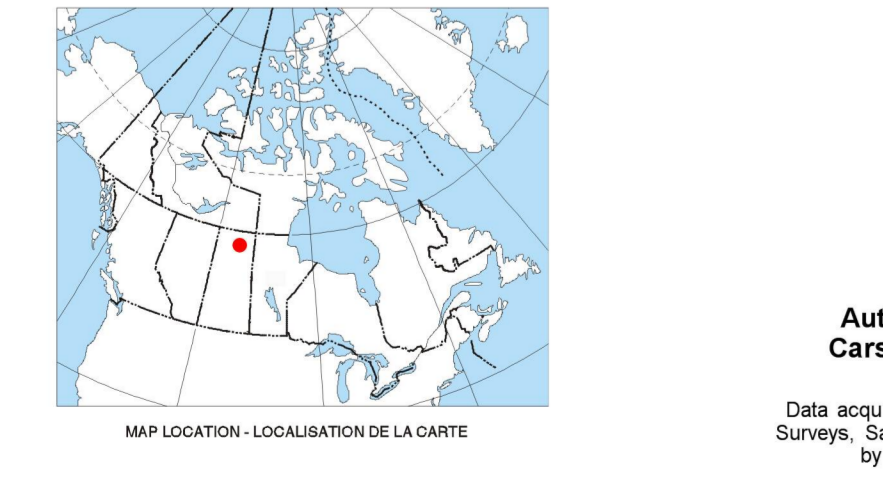 MAP LOCATION - LOCALISATION DE LA CARTE
Aut
Cars
Data acqu
Surveys, Sa
by